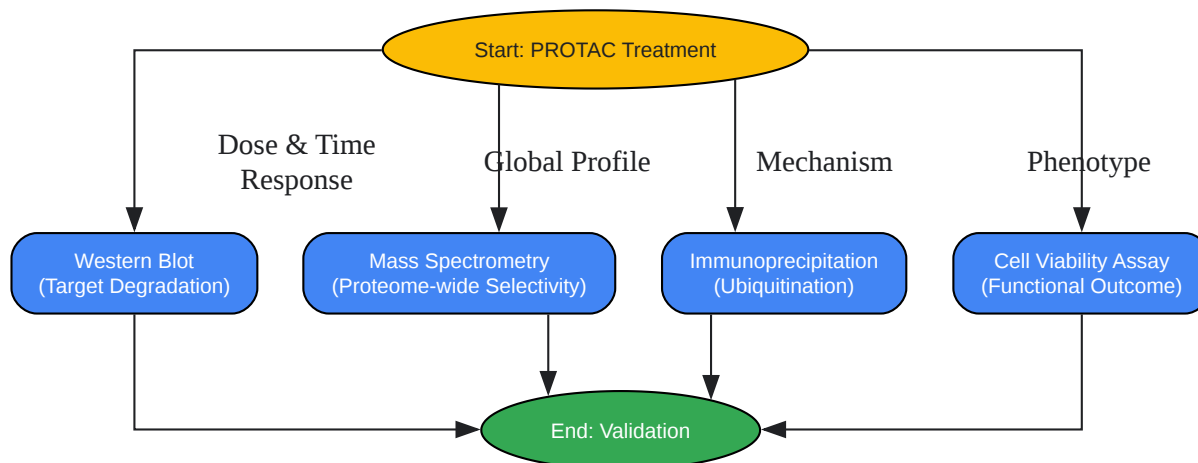 Start: PROTAC Treatment
Dose & Time
Response
Global Profile
Mechanism
Phenotype
Western Blot
(Target Degradation)
Mass Spectrometry
(Proteome-wide Selectivity)
Immunoprecipitation
(Ubiquitination)
Cell Viability Assay
(Functional Outcome)
End: Validation